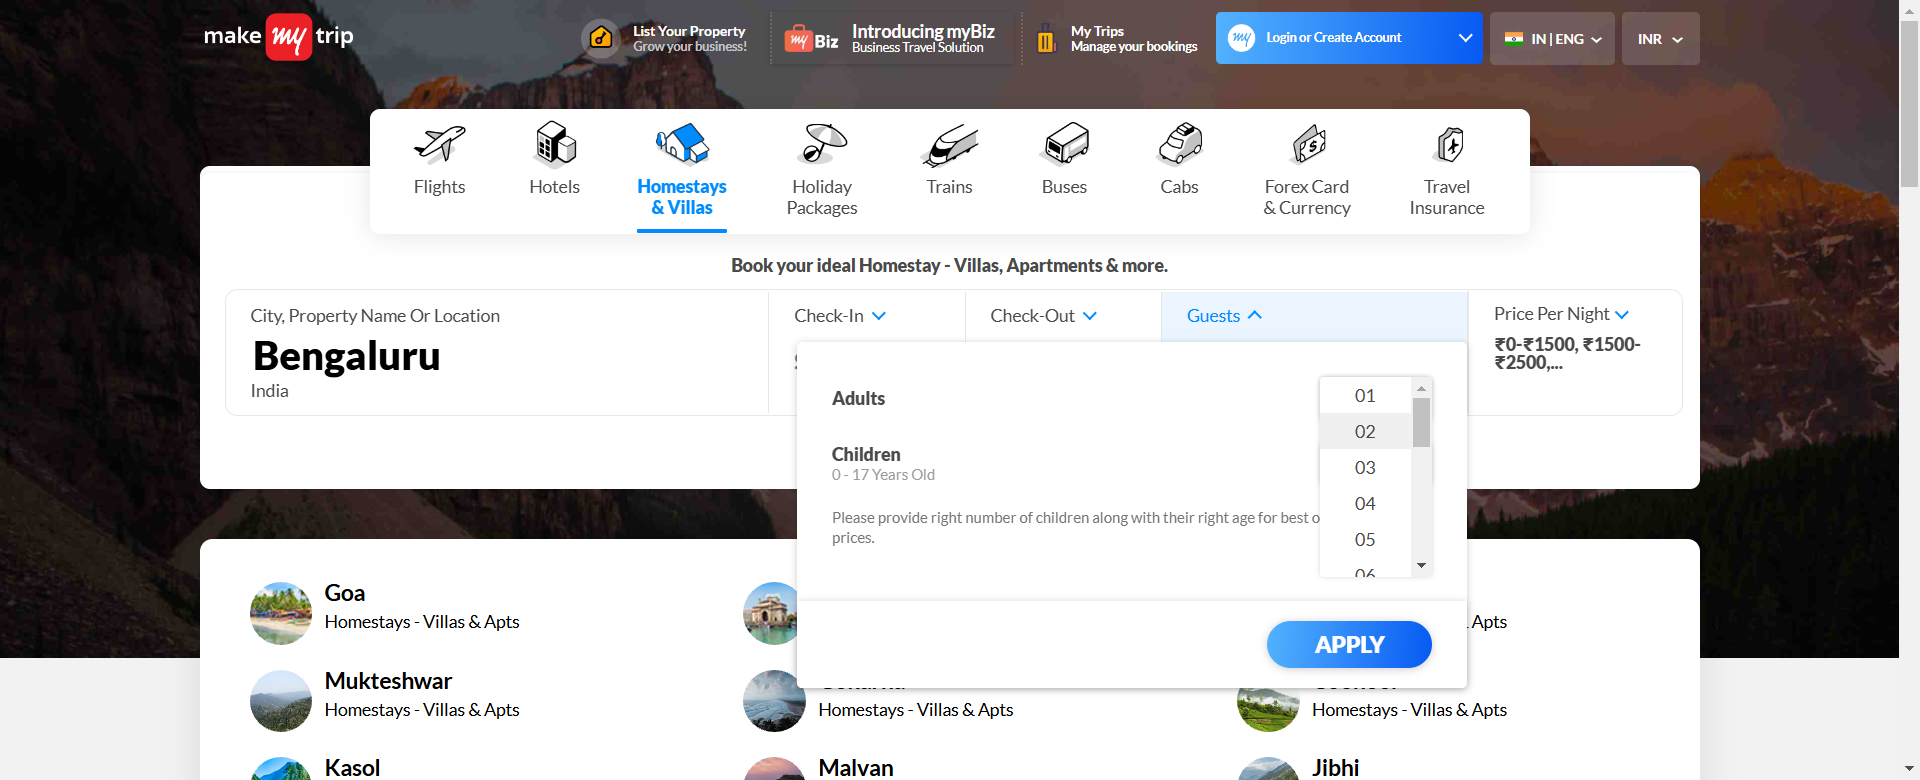 make my trip
List Your Property
Grow your business!
my Biz
Introducing myBiz
Business Travel Solution
My Trips
Manage your bookings
my
Login or Create Account
IN | ENG
INR
Flights
Hotels
Homestays
& Villas
Holiday
Packages
Trains
Buses
Cabs
Forex Card
& Currency
Travel
Insurance
Book your ideal Homestay - Villas, Apartments & more.
City, Property Name Or Location
Bengaluru
India
Check-In
Check-Out
Guests
Price Per Night
₹0-₹1500, ₹1500-
₹2500,...
Adults
Children
0 - 17 Years Old
Please provide right number of children along with their right age for best
prices.
01
02
03
04
05
06
APPLY
Goa
Homestays - Villas & Apts
Apts
Mukteshwar
Homestays - Villas & Apts
Homestays - Villas & Apts
Homestays - Villas & Apts
Kasol
Malvan
Jibhi